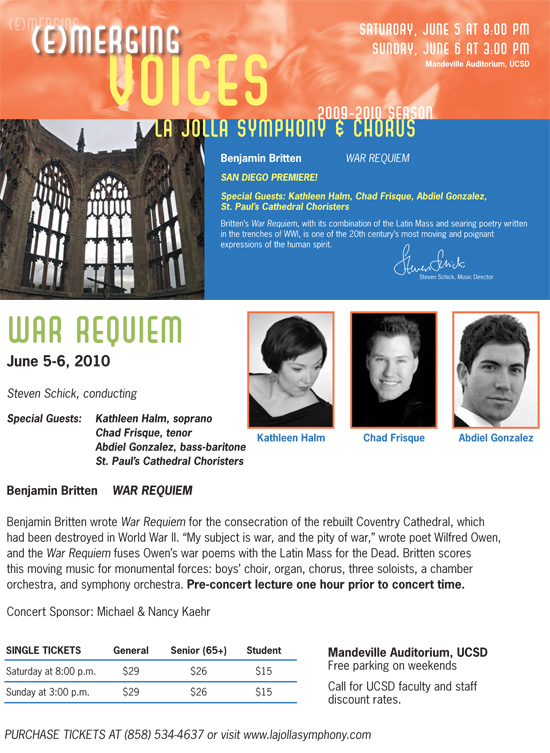 (E)MERGING
(E)MERGING
VOICES
SATURDAY, JUNE 5 AT 8:00 PM
SUNDAY, JUNE 6 AT 3:00 PM
Mandeville Auditorium, UCSD
2009-2010 SEASON
LA JOLLA SYMPHONY & CHORUS
Benjamin Britten WAR REQUIEM
SAN DIEGO PREMIERE!
Special Guests: Kathleen Halm, Chad Frisque, Abdiel Gonzalez,
St. Paul's Cathedral Choristers
Britten's War Requiem, with its combination of the Latin Mass and searing poetry written
in the trenches of WWI, is one of the 20th century's most moving and poignant
expressions of the human spirit.
Steven Schick
Steven Schick, Music Director
WAR REQUIEM
June 5-6, 2010
Steven Schick, conducting
Special Guests: Kathleen Halm, soprano
Chad Frisque, tenor
Abdiel Gonzalez, bass-baritone
St. Paul's Cathedral Choristers
Kathleen Halm Chad Frisque Abdiel Gonzalez
Benjamin Britten WAR REQUIEM
Benjamin Britten wrote War Requiem for the consecration of the rebuilt Coventry Cathedral, which
had been destroyed in World War II. "My subject is war, and the pity of war," wrote poet Wilfred Owen,
and the War Requiem fuses Owen's war poems with the Latin Mass for the Dead. Britten scores
this moving music for monumental forces: boys' choir, organ, chorus, three soloists, a chamber
orchestra, and symphony orchestra. Pre-concert lecture one hour prior to concert time.
Concert Sponsor: Michael & Nancy Kaehr
SINGLE TICKETS General Senior (65+) Student
Saturday at 8:00 p.m. $29 $26 $15
Sunday at 3:00 p.m. $29 $26 $15
Mandeville Auditorium, UCSD
Free parking on weekends
Call for UCSD faculty and staff
discount rates.
PURCHASE TICKETS AT (858) 534-4637 or visit www.lajollasymphony.com